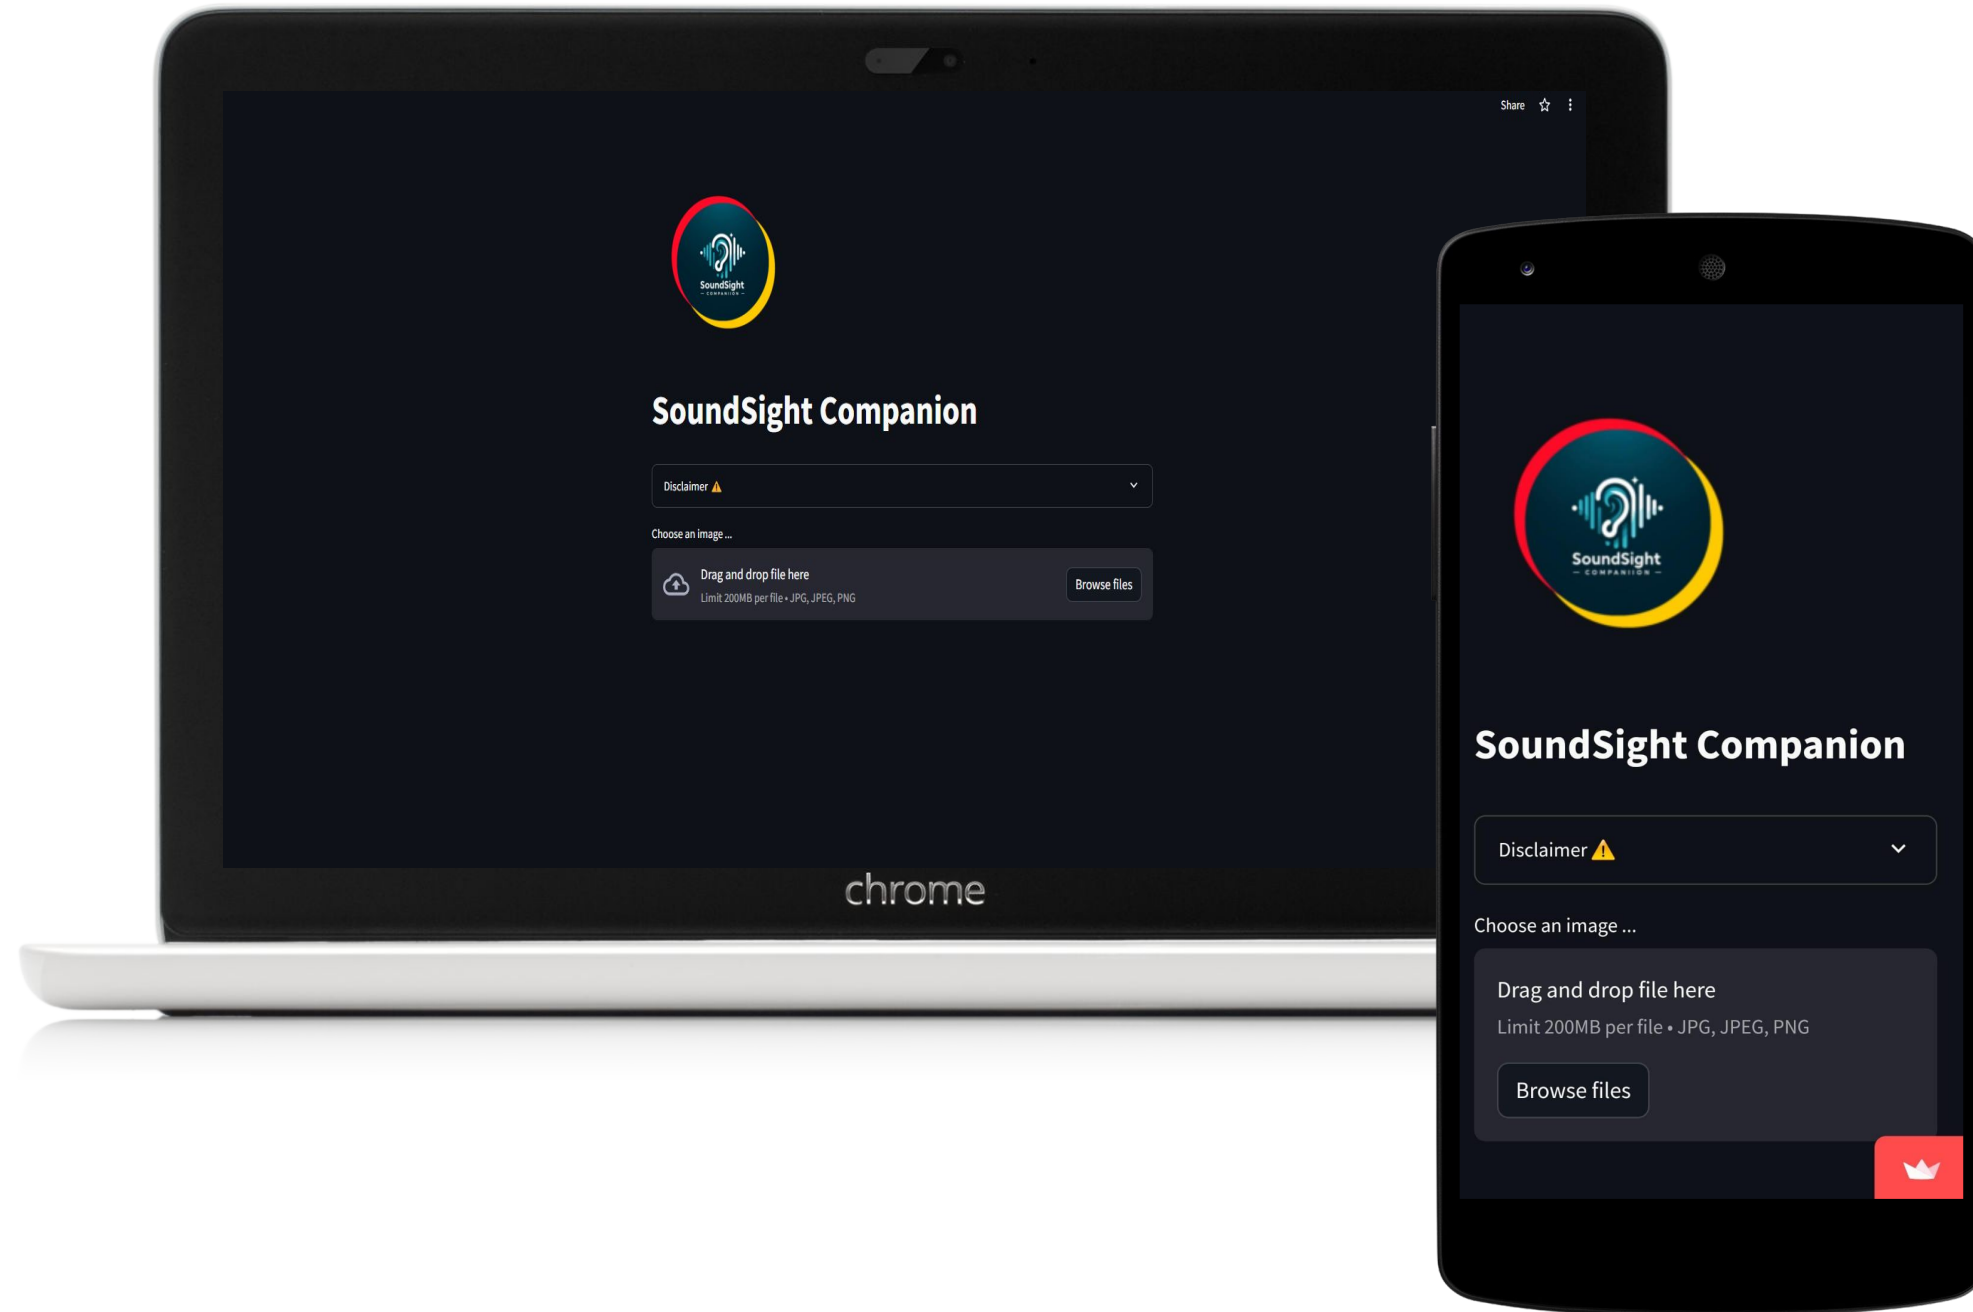 Share
SoundSight
— COMPANIION —
SoundSight Companion
Disclaimer ⚠️
Choose an image ...
Drag and drop file here
Limit 200MB per file • JPG, JPEG, PNG
Browse files
chrome
SoundSight
— COMPANIION —
SoundSight Companion
Disclaimer ⚠️
Choose an image ...
Drag and drop file here
Limit 200MB per file • JPG, JPEG, PNG
Browse files